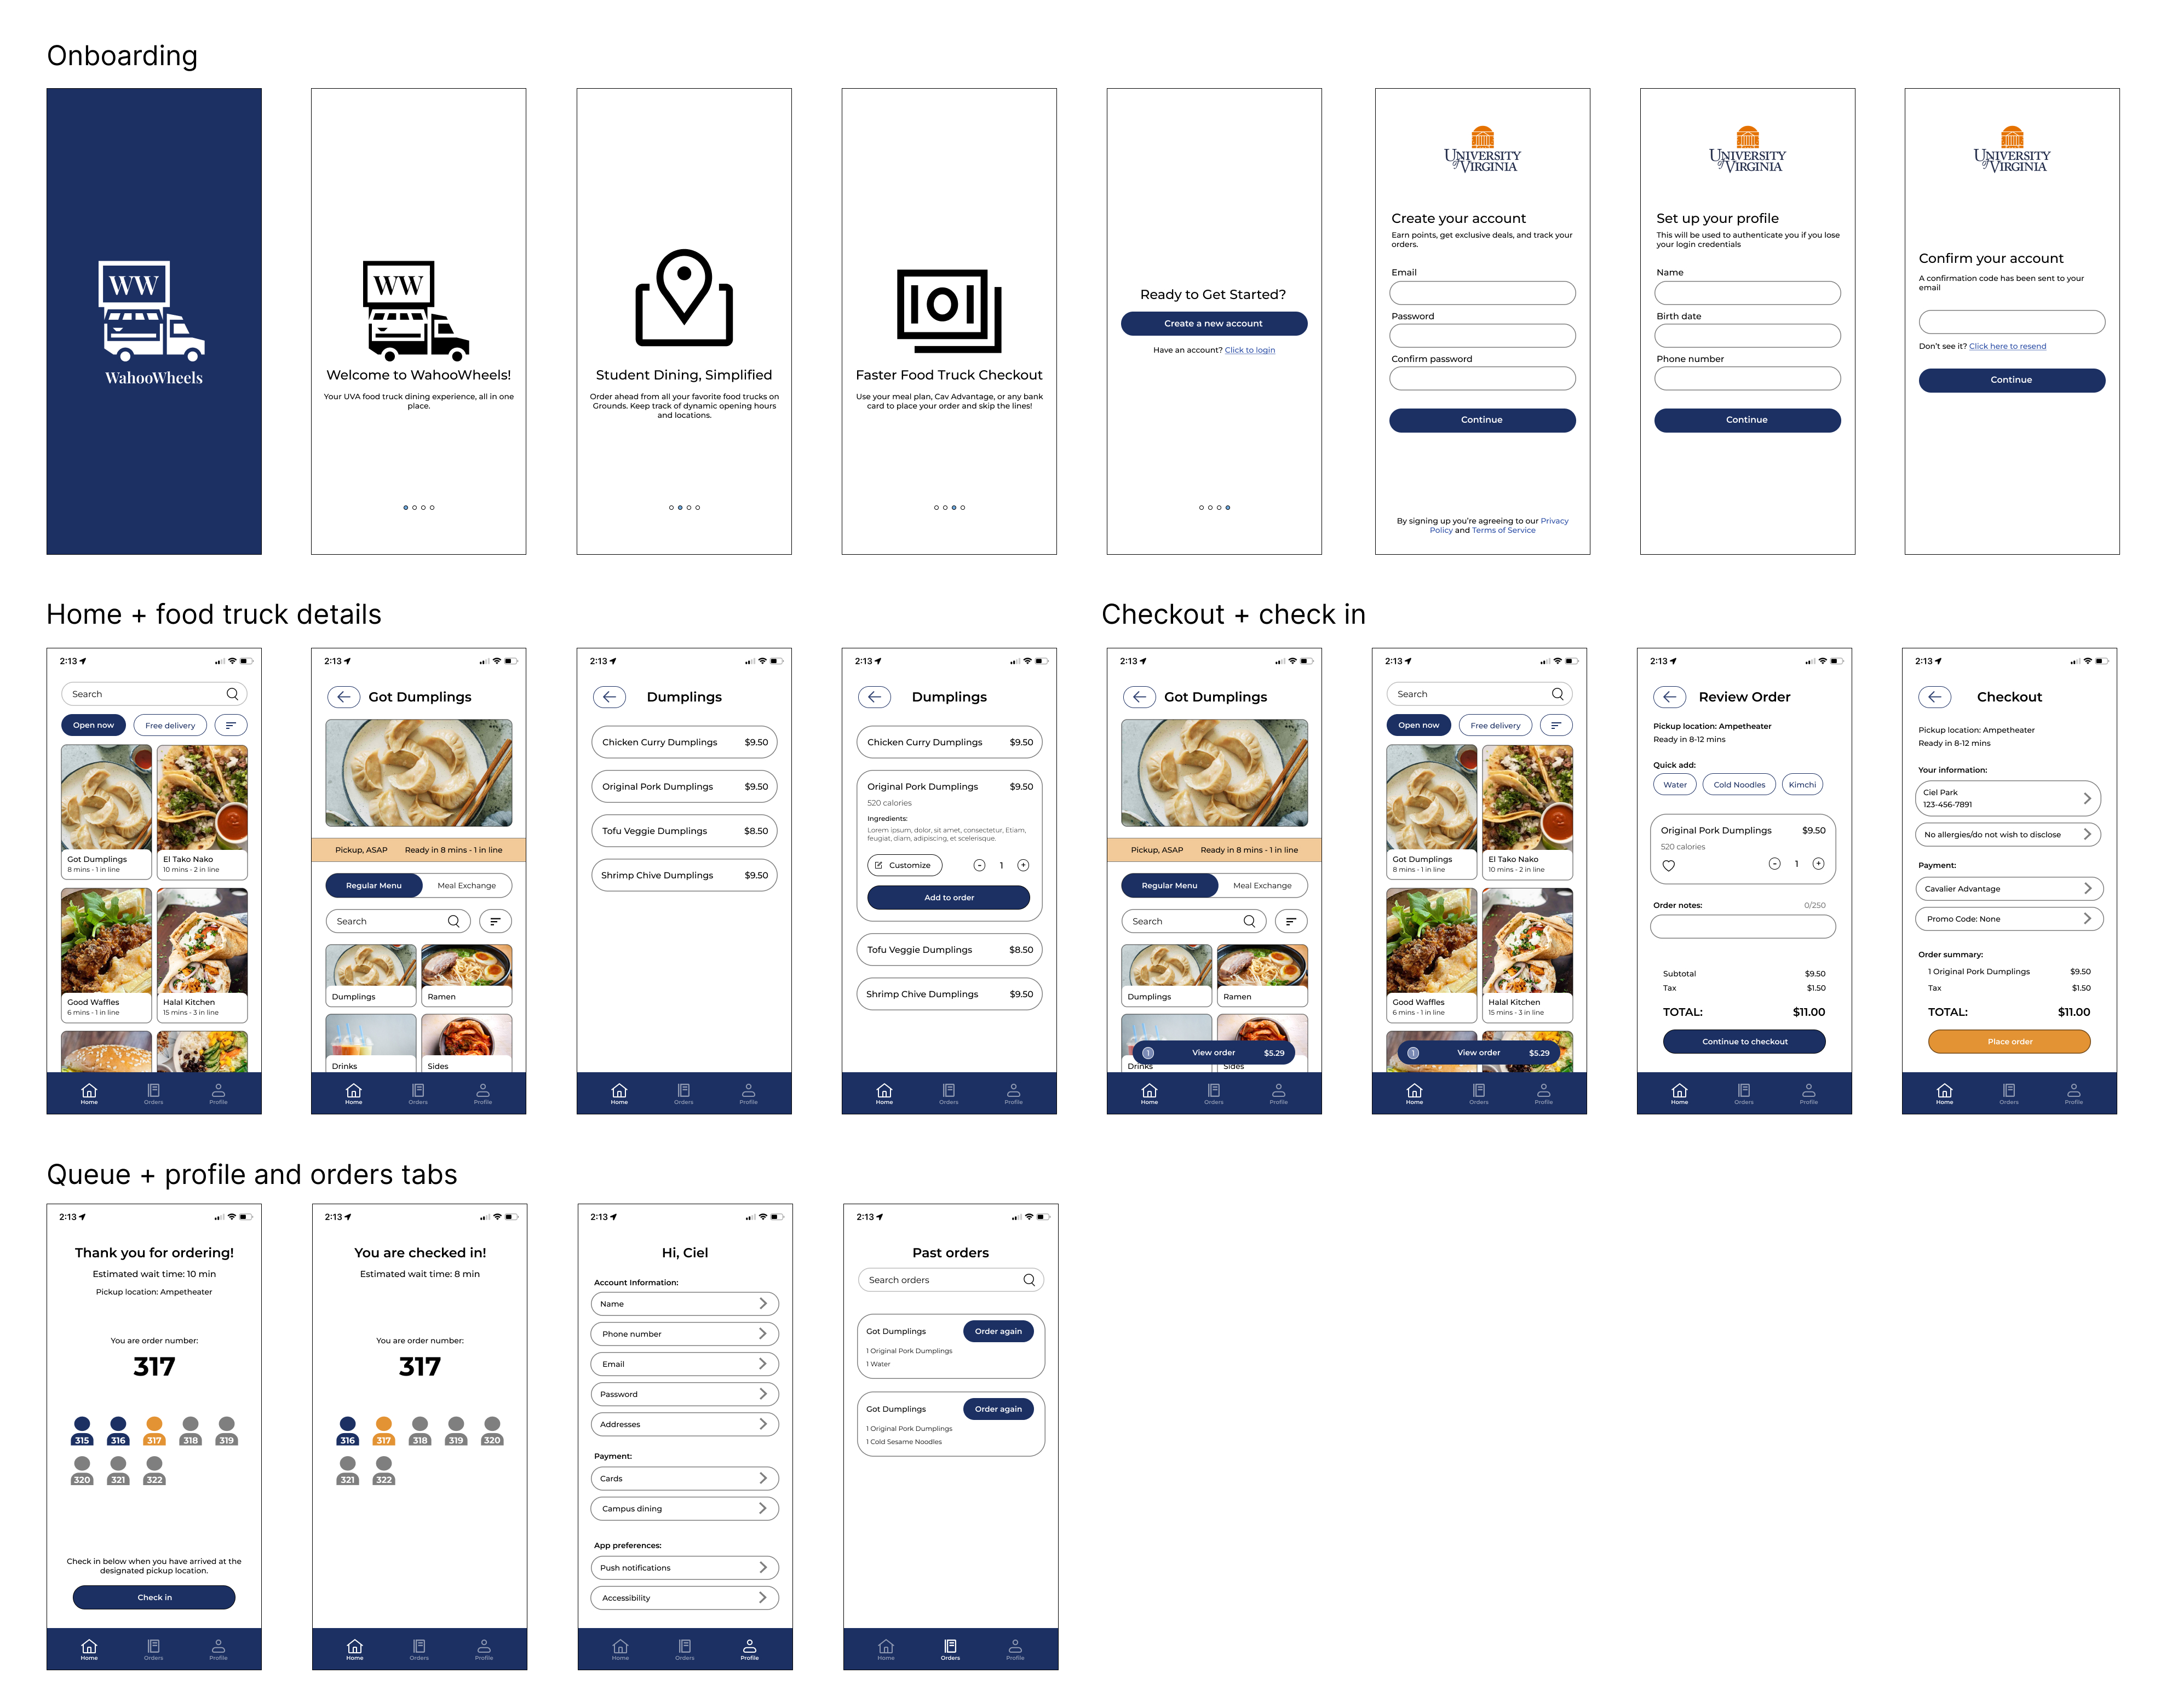 Onboarding
WW
WahooWheels
WW
Welcome to WahooWheels!
Your UVA food truck dining experience, all in one
place.
Student Dining, Simplified
Order ahead from all your favorite food trucks on
Grounds. Keep track of dynamic opening hours
and locations.
Faster Food Truck Checkout
Use your meal plan, Cav Advantage, or any bank
card to place your order and skip the lines!
Ready to Get Started?
Create a new account
Have an account? Click to login
UNIVERSITY
of VIRGINIA
Create your account
Earn points, get exclusive deals, and track your
orders.
Email
Password
Confirm password
Continue
By signing up you're agreeing to our Privacy
Policy and Terms of Service
UNIVERSITY
of VIRGINIA
Set up your profile
This will be used to authenticate you if you lose
your login credentials
Name
Birth date
Phone number
Continue
UNIVERSITY
of VIRGINIA
Confirm your account
A confirmation code has been sent to your
email
Don't see it? Click here to resend
Continue
Home + food truck details
2:13
Search
Open now
Free delivery
Got Dumplings
8 mins - 1 in line
El Tako Nako
10 mins - 2 in line
Good Waffles
6 mins - 1 in line
Halal Kitchen
15 mins - 3 in line
Home
Orders
Profile
2:13
Got Dumplings
Pickup, ASAP
Ready in 8 mins - 1 in line
Regular Menu
Meal Exchange
Search
Dumplings
Ramen
Drinks
Sides
Home
Orders
Profile
2:13
Dumplings
Chicken Curry Dumplings $9.50
Original Pork Dumplings $9.50
Tofu Veggie Dumplings $8.50
Shrimp Chive Dumplings $9.50
Home
Orders
Profile
2:13
Dumplings
Chicken Curry Dumplings $9.50
Original Pork Dumplings $9.50
520 calories
Ingredients:
Lorem ipsum, dolor, sit amet, consectetur, Etiam,
feugiat, diam, adipiscing, et scelerisque.
Customize
- 1 +
Add to order
Tofu Veggie Dumplings $8.50
Shrimp Chive Dumplings $9.50
Home
Orders
Profile
Checkout + check in
2:13
Got Dumplings
Pickup, ASAP
Ready in 8 mins - 1 in line
Regular Menu
Meal Exchange
Search
Dumplings
Ramen
1 View order $5.29
Drinks
Sides
Home
Orders
Profile
2:13
Search
Open now
Free delivery
Got Dumplings
8 mins - 1 in line
El Tako Nako
10 mins - 2 in line
Good Waffles
6 mins - 1 in line
Halal Kitchen
15 mins - 3 in line
1 View order $5.29
Home
Orders
Profile
2:13
Review Order
Pickup location: Ampetheater
Ready in 8-12 mins
Quick add:
Water
Cold Noodles
Kimchi
Original Pork Dumplings $9.50
520 calories
- 1 +
Order notes: 0/250
Subtotal $9.50
Tax $1.50
TOTAL: $11.00
Continue to checkout
Home
Orders
Profile
2:13
Checkout
Pickup location: Ampetheater
Ready in 8-12 mins
Your information:
Ciel Park
123-456-7891
No allergies/do not wish to disclose
Payment:
Cavalier Advantage
Promo Code: None
Order summary:
1 Original Pork Dumplings $9.50
Tax $1.50
TOTAL: $11.00
Place order
Home
Orders
Profile
Queue + profile and orders tabs
2:13
Thank you for ordering!
Estimated wait time: 10 min
Pickup location: Ampetheater
You are order number:
317
315 316 317 318 319
320 321 322
Check in below when you have arrived at the
designated pickup location.
Check in
Home
Orders
Profile
2:13
You are checked in!
Estimated wait time: 8 min
You are order number:
317
316 317 318 319 320
321 322
Home
Orders
Profile
2:13
Hi, Ciel
Account Information:
Name
Phone number
Email
Password
Addresses
Payment:
Cards
Campus dining
App preferences:
Push notifications
Accessibility
Home
Orders
Profile
2:13
Past orders
Search orders
Got Dumplings
Order again
1 Original Pork Dumplings
1 Water
Got Dumplings
Order again
1 Original Pork Dumplings
1 Cold Sesame Noodles
Home
Orders
Profile